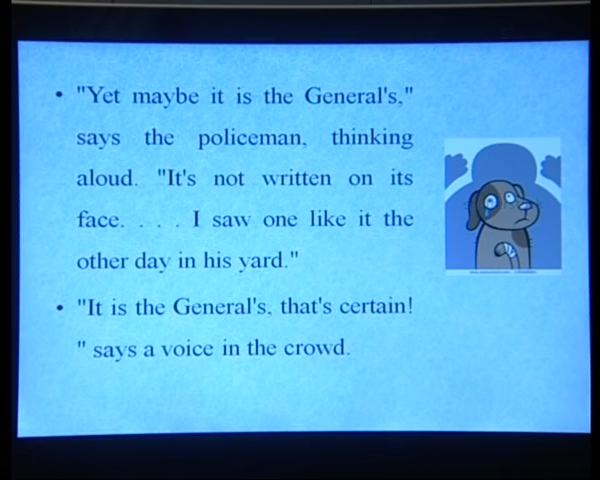 • "Yet maybe it is the General's,"
says the policeman, thinking
aloud. "It's not written on its
face. . . . I saw one like it the
other day in his yard."
• "It is the General's, that's certain!
" says a voice in the crowd.